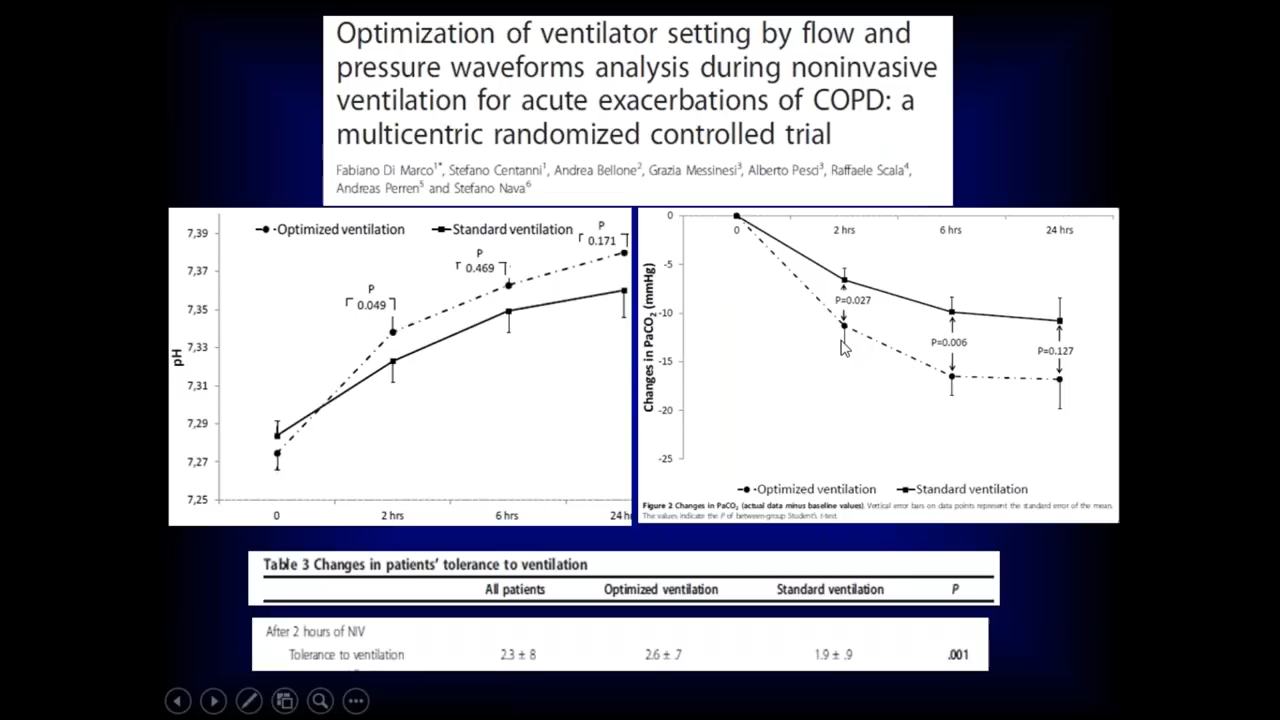 Optimization of ventilator setting by flow and
pressure waveforms analysis during noninvasive
ventilation for acute exacerbations of COPD: a
multicentric randomized controlled trial
Fabiano Di Marco1*, Stefano Centanni1, Andrea Bellone2, Grazia Messinesi3, Alberto Pesci3, Raffaele Scala4,
Andreas Perren5 and Stefano Nava6
Optimized ventilation Standard ventilation
P
0.171
P
0.469
P
0.049
pH
7,39
7,37
7,35
7,33
7,31
7,29
7,27
7,25
0 2 hrs 6 hrs 24 h
Changes in PaCO2 (mmHg)
0
-5
-10
-15
-20
-25
0 2 hrs 6 hrs 24 hrs
P=0.027
P=0.006
P=0.127
Optimized ventilation Standard ventilation
Figure 2 Changes in PaCO2 (actual data minus baseline values). Vertical error bars on data points represent the standard error of the mean.
The values indicate the P of between-group Student's t-test.
Table 3 Changes in patients' tolerance to ventilation
All patients Optimized ventilation Standard ventilation P
After 2 hours of NIV
Tolerance to ventilation 2.3 ± 8 2.6 ± .7 1.9 ± .9 .001